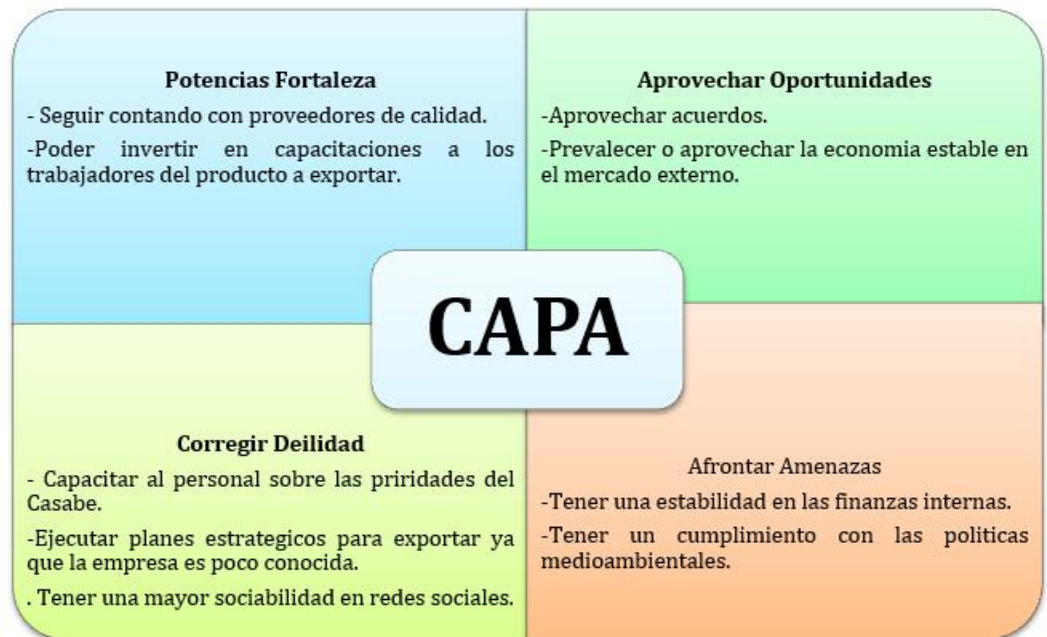 Potencias Fortaleza
- Seguir contando con proveedores de calidad.
-Poder invertir en capacitaciones a los
trabajadores del producto a exportar.
Aprovechar Oportunidades
-Aprovechar acuerdos.
-Prevalecer o aprovechar la economia estable en
el mercado externo.
CAPA
Corregir Deilidad
- Capacitar al personal sobre las priridades del
Casabe.
-Ejecutar planes estrategicos para exportar ya
que la empresa es poco conocida.
. Tener una mayor sociabilidad en redes sociales.
Afrontar Amenazas
-Tener una estabilidad en las finanzas internas.
-Tener un cumplimiento con las politicas
medioambientales.